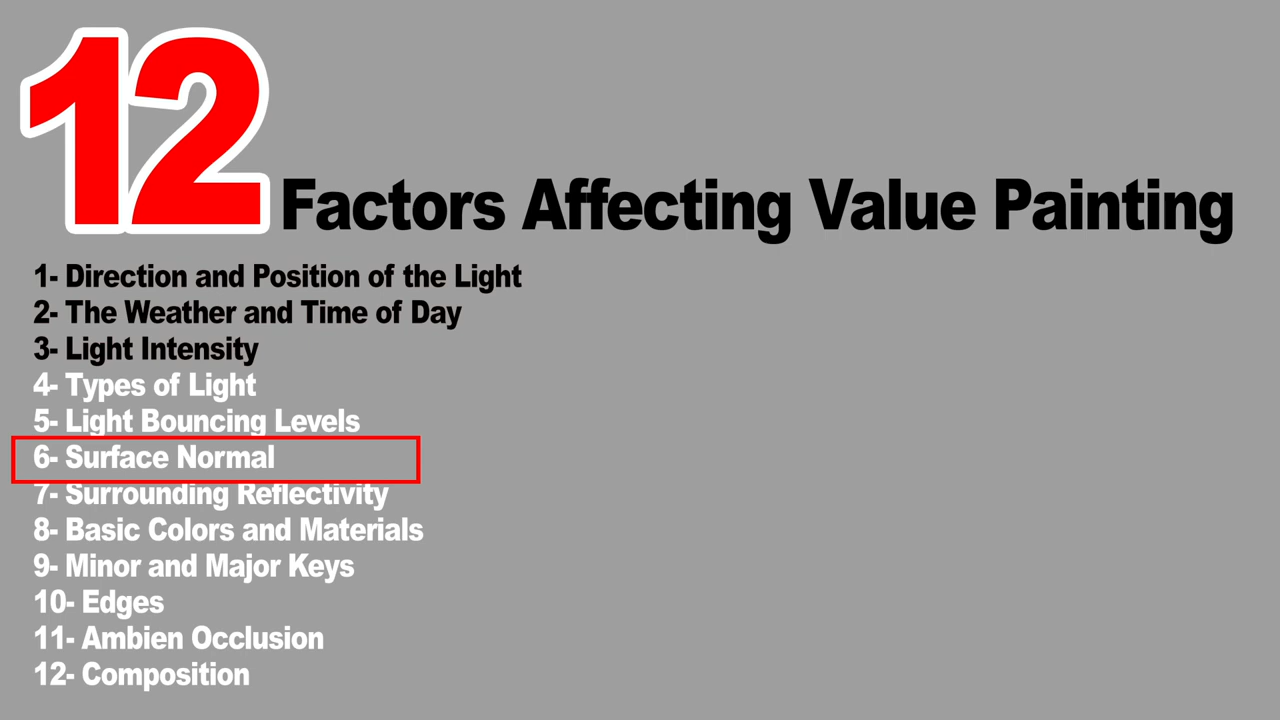 12 Factors Affecting Value Painting
1- Direction and Position of the Light
2- The Weather and Time of Day
3- Light Intensity
4- Types of Light
5- Light Bouncing Levels
6- Surface Normal
7- Surrounding Reflectivity
8- Basic Colors and Materials
9- Minor and Major Keys
10- Edges
11- Ambien Occlusion
12- Composition